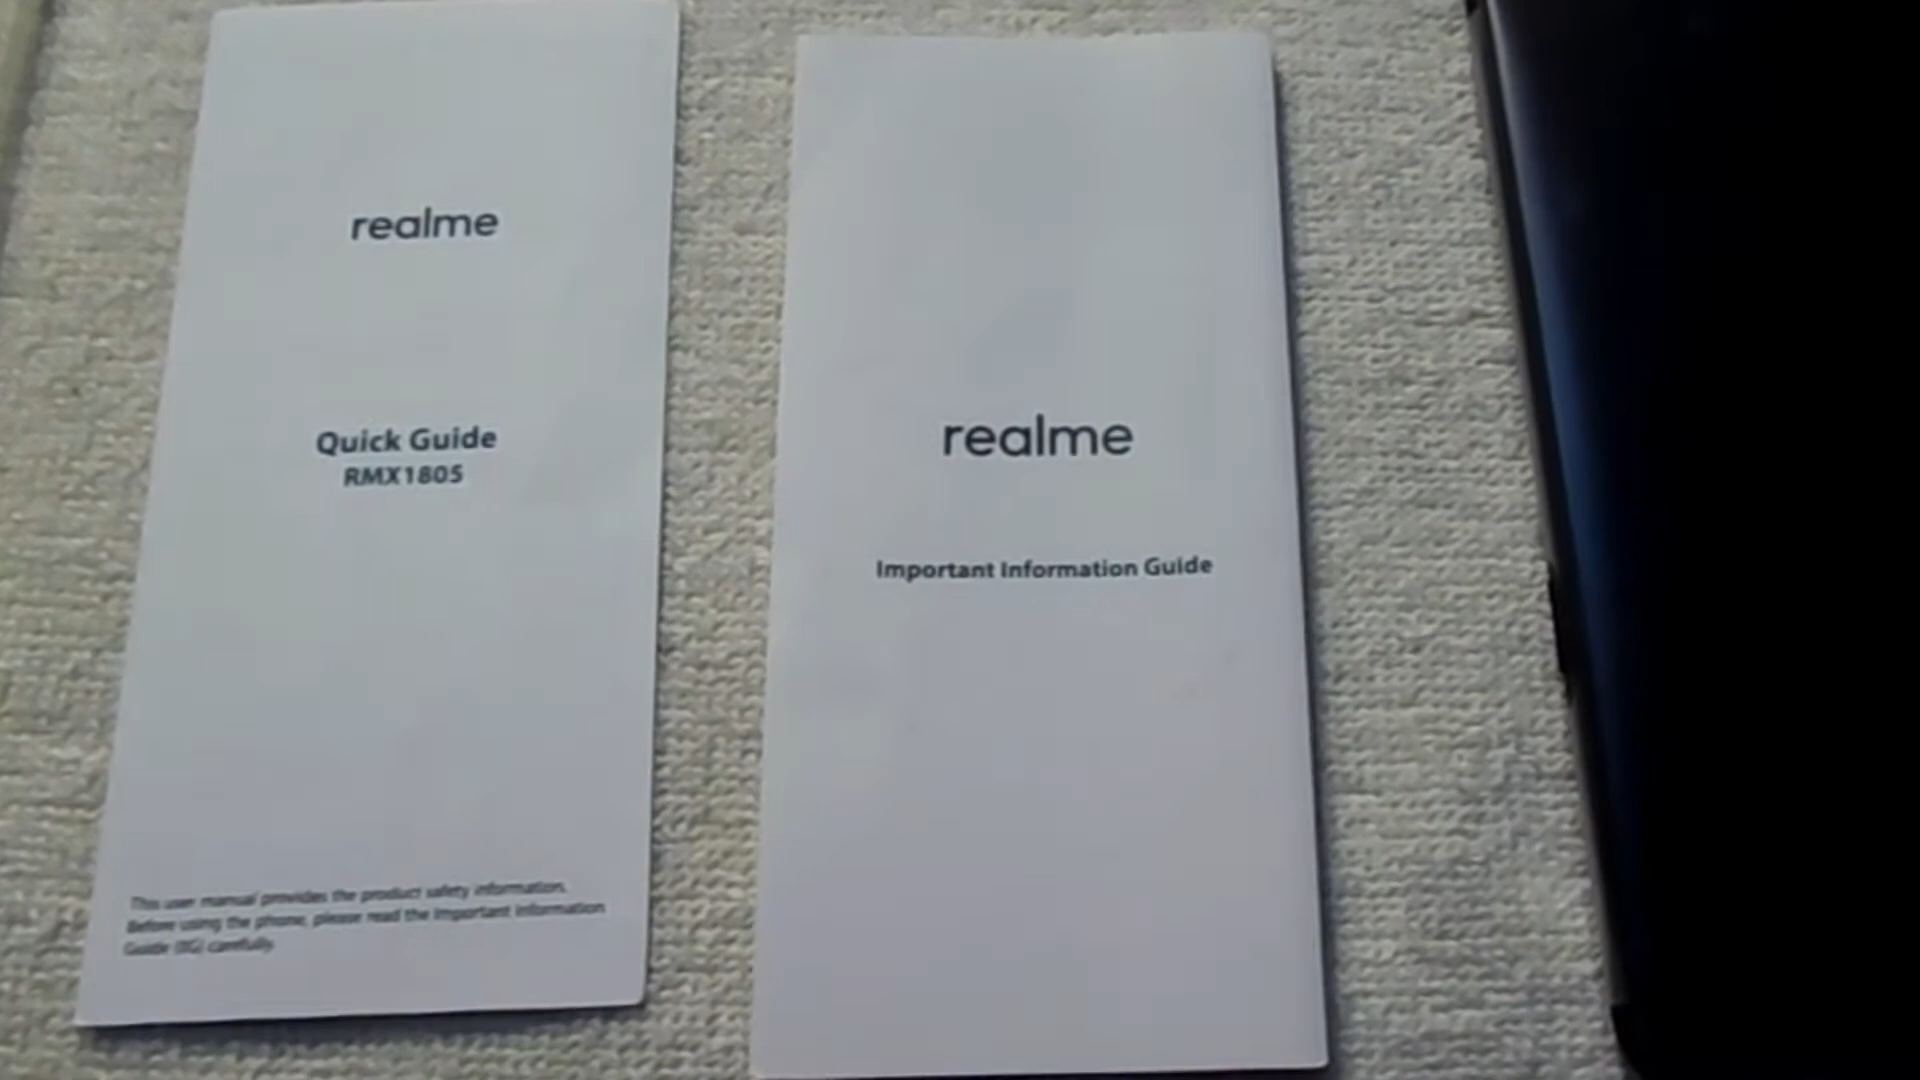 realme
Quick Guide
RMX1805
This user manual provides the product safety information.
Before using the phone, please read the Important Information
Guide (IIG) carefully.
realme
Important Information Guide